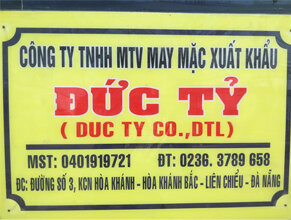 CÔNG TY TNHH MTV MAY MẶC XUẤT KHẨU
ĐỨC TỶ
( DUC TY CO.,DTL)
MST: 0401919721 ĐT: 0236. 3789 658
ĐC: ĐƯỜNG SỐ 3, KCN HÒA KHÁNH - HÒA KHÁNH BẮC - LIÊN CHIỂU - ĐÀ NẴNG